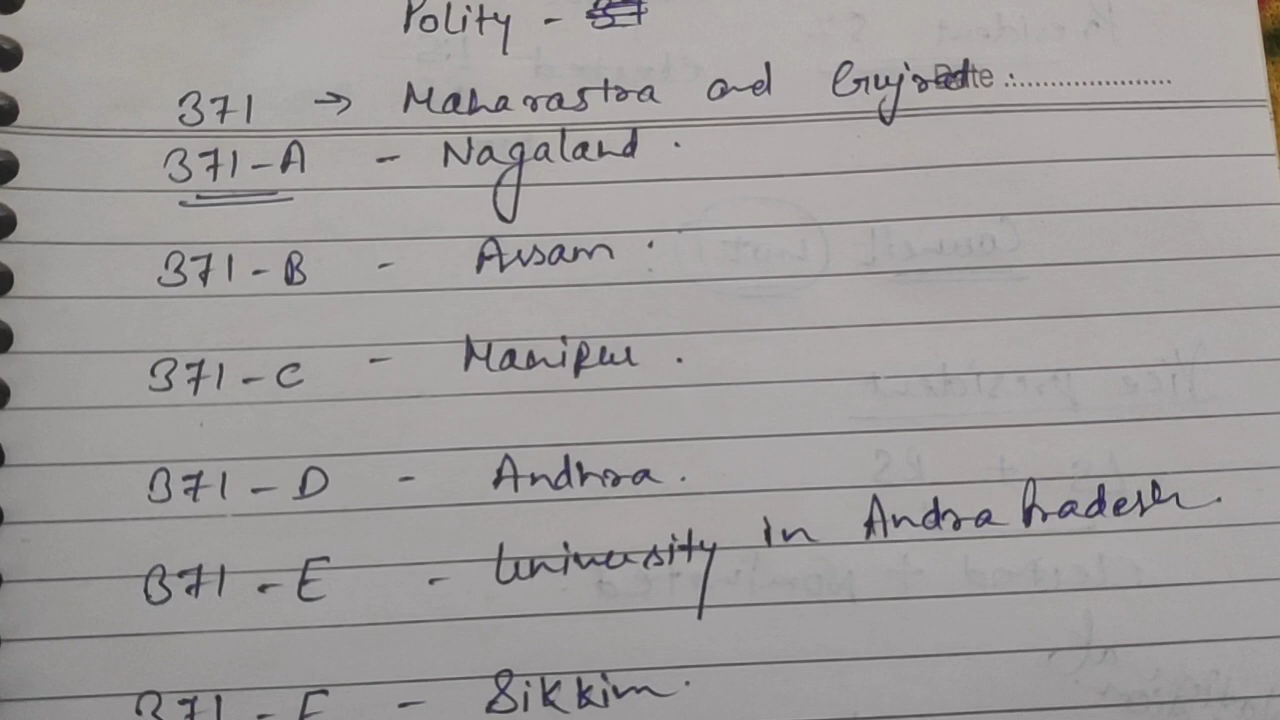 Polity -
371 → Maharastra and Gujrat Date :....................
371-A - Nagaland.
371-B - Assam.
371-C - Manipur.
371-D - Andhra.
371-E - University in Andra Pradesh.
371-F - Sikkim.